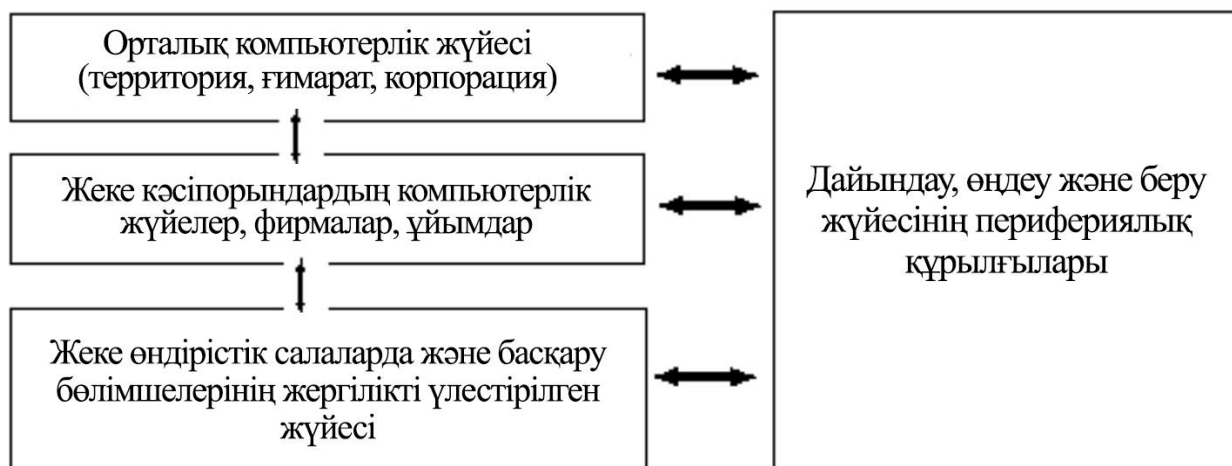 Орталық компьютерлік жүйесі
(территория, ғимарат, корпорация)
Жеке кәсіпорындардың компьютерлік
жүйелер, фирмалар, ұйымдар
Жеке өндірістік салаларда және басқару
бөлімшелерінің жергілікті үлестірілген
жүйесі
Дайындау, өңдеу және беру
жүйесінің перифериялық
құрылғылары